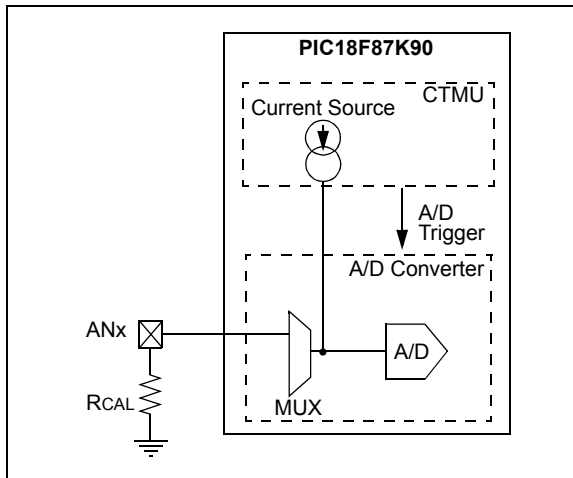 PIC18F87K90
CTMU
Current Source
A/D
Trigger
A/D Converter
ANx
A/D
RCAL
MUX